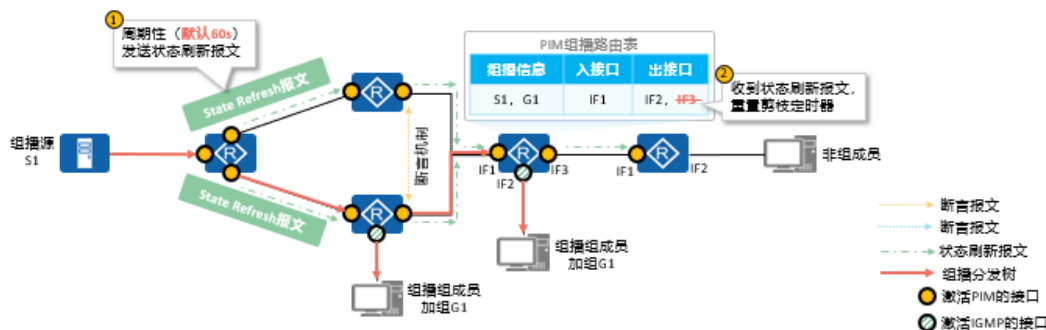 1
周期性（默认60s）
发送状态刷新报文
State Refresh报文
PIM组播路由表
组播信息 入接口 出接口
S1，G1 IF1 IF2，IF3
2
收到状态刷新报文，
重置剪枝定时器
组播源
S1
R
R
断言机制
R
IF1
IF2
R
IF3
IF1
R
IF2
非组成员
State Refresh报文
组播组成员
加组G1
组播组成员
加组G1
断言报文
断言报文
状态刷新报文
组播分发树
激活PIM的接口
激活IGMP的接口